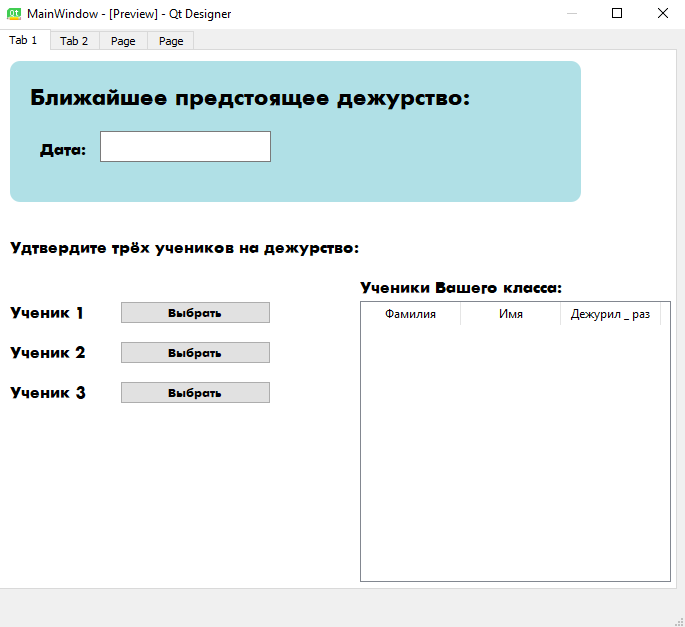 MainWindow - [Preview] - Qt Designer
Tab 1 Tab 2 Page Page
Ближайшее предстоящее дежурство:
Дата:
Удтвердите трёх учеников на дежурство:
Ученики Вашего класса:
Ученик 1 Выбрать
Ученик 2 Выбрать
Ученик 3 Выбрать
Фамилия Имя Дежурил _ раз